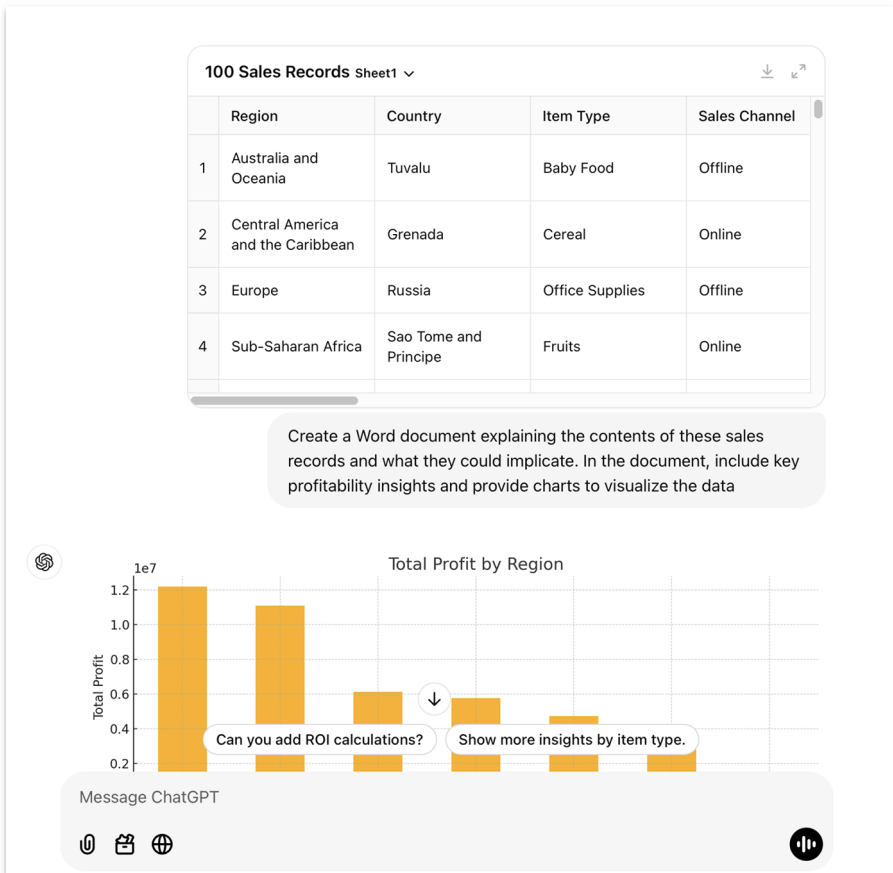 100 Sales Records Sheet1
Region Country Item Type Sales Channel
1 Australia and Oceania Tuvalu Baby Food Offline
2 Central America and the Caribbean Grenada Cereal Online
3 Europe Russia Office Supplies Offline
4 Sub-Saharan Africa Sao Tome and Principe Fruits Online
Create a Word document explaining the contents of these sales
records and what they could implicate. In the document, include key
profitability insights and provide charts to visualize the data
Total Profit by Region
1e7
1.2
1.0
0.8
0.6
0.4
0.2
Total Profit
Can you add ROI calculations? Show more insights by item type.
Message ChatGPT